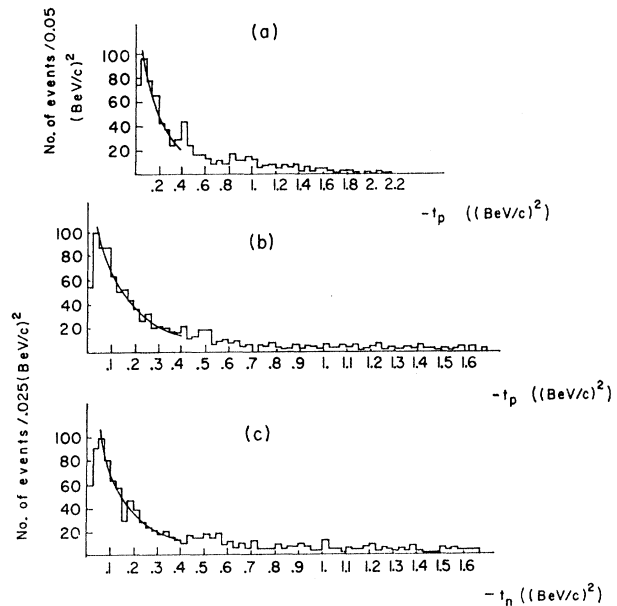 (a)
No. of events /0.05
(BeV/c)²
100
80
60
40
20
.2 .4 .6 .8 1. 1.2 1.4 1.6 1.8 2. 2.2
-tp ((BeV/c)²)
(b)
No. of events/.025(BeV/c)²
100
80
60
40
20
.1 .2 .3 .4 .5 .6 .7 .8 .9 1. 1.1 1.2 1.3 1.4 1.5 1.6
-tp ((BeV/c)²)
(c)
100
80
60
40
20
.1 .2 .3 .4 .5 .6 .7 .8 .9 1. 1.1 1.2 1.3 1.4 1.5 1.6
-tn ((BeV/c)²)